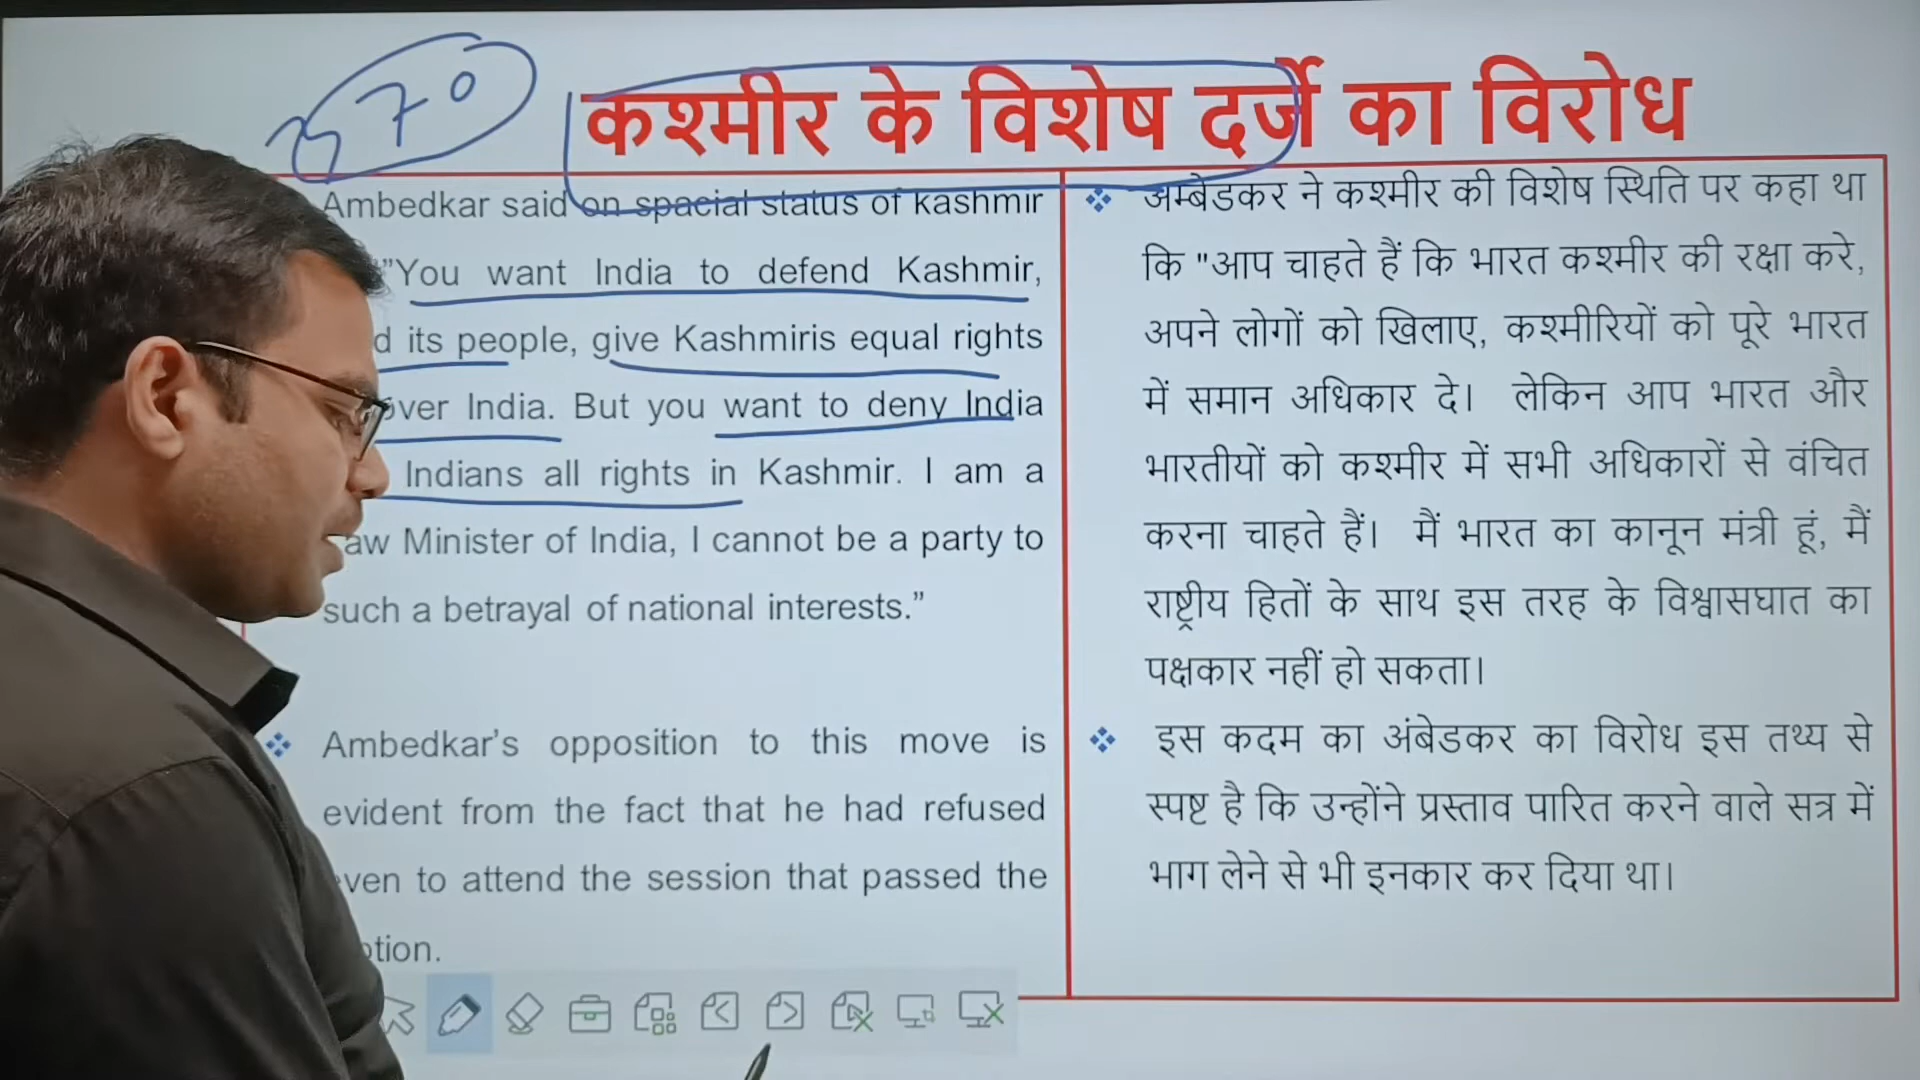 370
कश्मीर के विशेष दर्जे का विरोध
Ambedkar said on spacial status of kashmir
"You want India to defend Kashmir,
its people, give Kashmiris equal rights
over India. But you want to deny India
Indians all rights in Kashmir. I am a
Law Minister of India, I cannot be a party to
such a betrayal of national interests.”
Ambedkar’s opposition to this move is
evident from the fact that he had refused
even to attend the session that passed the
अम्बेडकर ने कश्मीर की विशेष स्थिति पर कहा था
कि "आप चाहते हैं कि भारत कश्मीर की रक्षा करे,
अपने लोगों को खिलाए, कश्मीरियों को पूरे भारत
में समान अधिकार दे। लेकिन आप भारत और
भारतीयों को कश्मीर में सभी अधिकारों से वंचित
करना चाहते हैं। मैं भारत का कानून मंत्री हूं, मैं
राष्ट्रीय हितों के साथ इस तरह के विश्वासघात का
पक्षकार नहीं हो सकता।
इस कदम का अंबेडकर का विरोध इस तथ्य से
स्पष्ट है कि उन्होंने प्रस्ताव पारित करने वाले सत्र में
भाग लेने से भी इनकार कर दिया था।